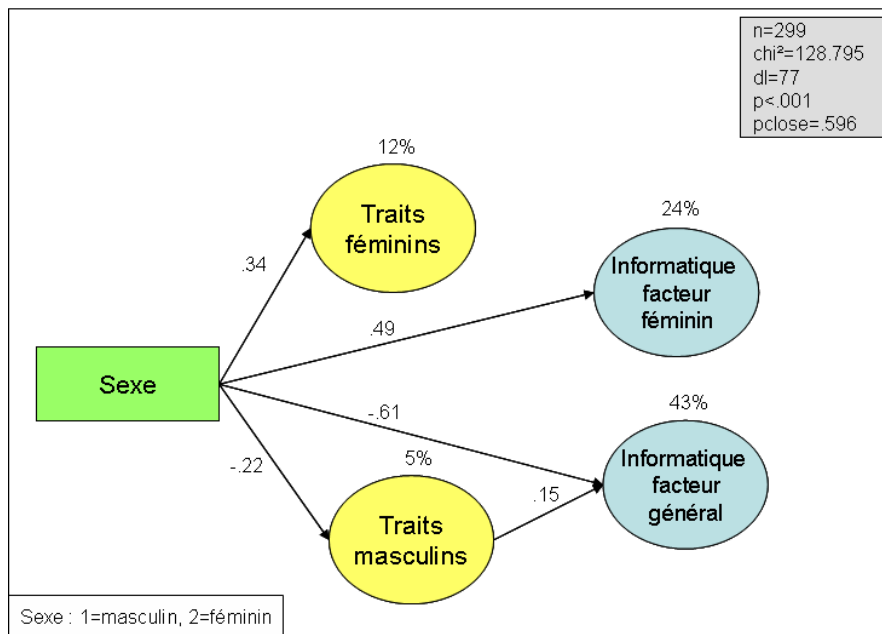 n=299
chi²=128.795
dl=77
p<.001
pclose=.596
12%
Traits
féminins
24%
Informatique
facteur
féminin
.34
.49
Sexe
-.61
43%
-.22
5%
.15
Informatique
facteur
général
Traits
masculins
Sexe : 1=masculin, 2=féminin